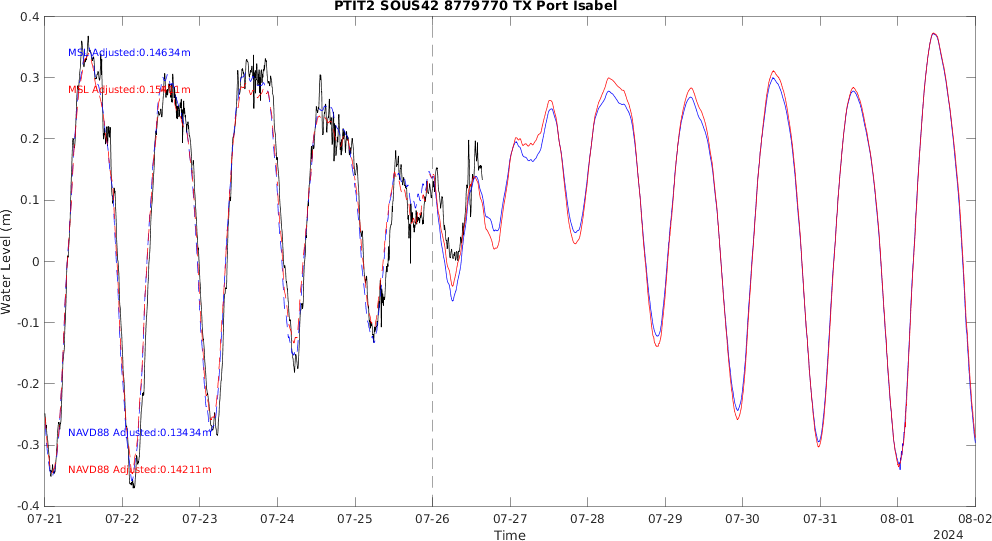 PTIT2 SOUS42 8779770 TX Port Isabel
0.4
MSL Adjusted:0.14634m
0.3
MSL
0.2
0.1
Water Level (m)
0
-0.1
-0.2
NAVD88 Adjusted:0.13434m
-0.3
NAVD88 Adjusted:0.14211m
-0.4
07-21 07-22 07-23 07-24 07-25 07-26 07-27 07-28 07-29 07-30 07-31 08-01 08-02
Time
2024